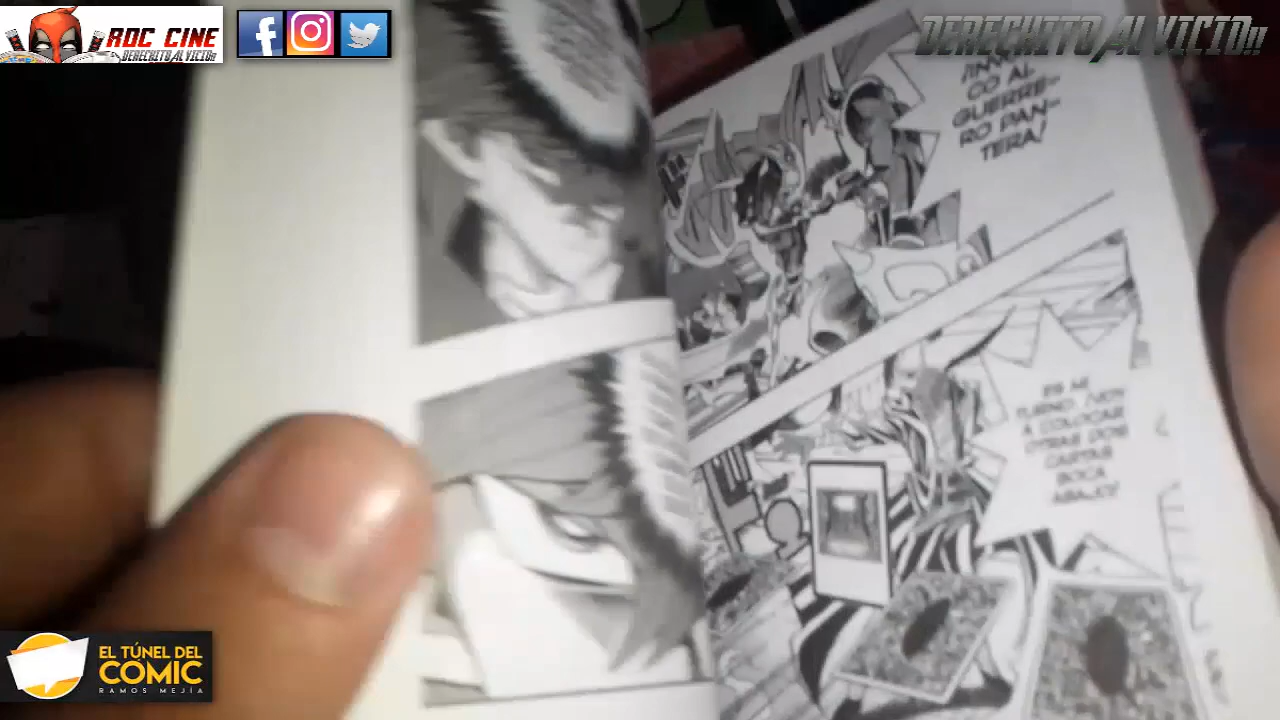 ROC CINE
DERECHITO AL VICIO!!
DERECHITO AL VICIO!!
¡INVO-
CO AL
GUERRE-
RO PAN-
TERA!
ES MI
TURNO. ¡VOY
A COLOCAR
OTRAS DOS
CARTAS
BOCA
ABAJO!
EL TÚNEL DEL
CÓMIC
RAMOS MEJÍA